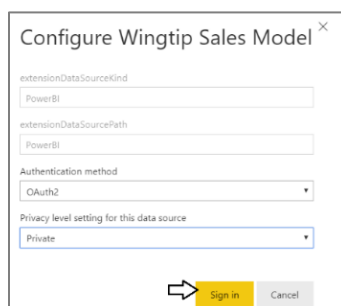 Configure Wingtip Sales Model
extensionDataSourceKind
PowerBI
extensionDataSourcePath
PowerBI
Authentication method
OAuth2
Privacy level setting for this data source
Private
Sign in
Cancel